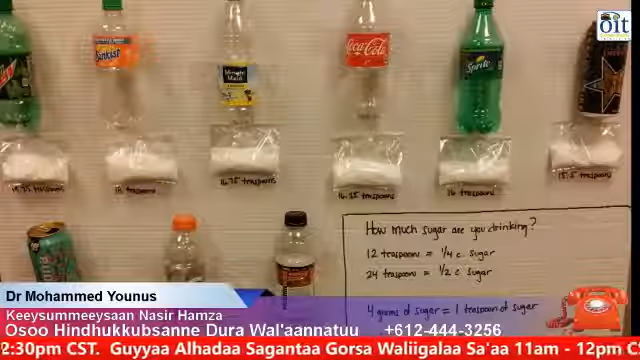 oit
Sunkist
Minute Maid
Coca-Cola
Sprite
18 teaspoons
16.25 teaspoons
16.25 teaspoons
16 teaspoons
15.5 teaspoons
How much sugar are you drinking?
12 teaspoons = 1/4 c. sugar
24 teaspoons = 1/2 c. sugar
4 grams of sugar = 1 teaspoon of sugar
Dr Mohammed Younus
Keeysummeeysaan Nasir Hamza
Osoo Hindhukkubsanne Dura Wal'aannatuu +612-444-3256
2:30pm CST. Guyyaa Alhadaa Sagantaa Gorsa Waliigalaa Sa'aa 11am - 12pm C